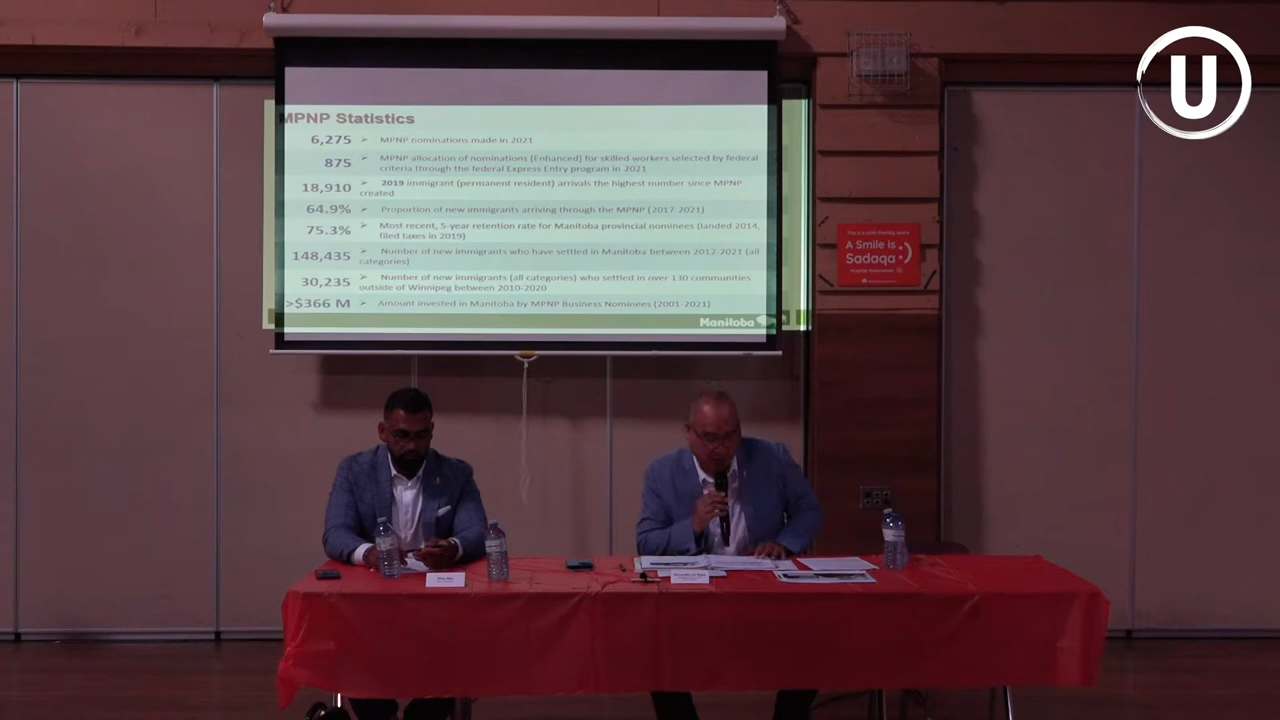 U
MPNP Statistics
6,275 ➢ MPNP nominations made in 2021
875 ➢ MPNP allocation of nominations (Enhanced) for skilled workers selected by federal
criteria through the federal Express Entry program in 2021
18,910 ➢ 2019 immigrant (permanent resident) arrivals the highest number since MPNP
created
64.9% ➢ Proportion of new immigrants arriving through the MPNP (2017-2021)
75.3% ➢ Most recent, 5-year retention rate for Manitoba provincial nominees (landed 2014,
filed taxes in 2019)
148,435 ➢ Number of new immigrants who have settled in Manitoba between 2012-2021 (all
categories)
30,235 ➢ Number of new immigrants (all categories) who settled in over 130 communities
outside of Winnipeg between 2010-2020
>$366 M ➢ Amount invested in Manitoba by MPNP Business Nominees (2001-2021)
Manitoba
A Smile is
Sadaqa :)